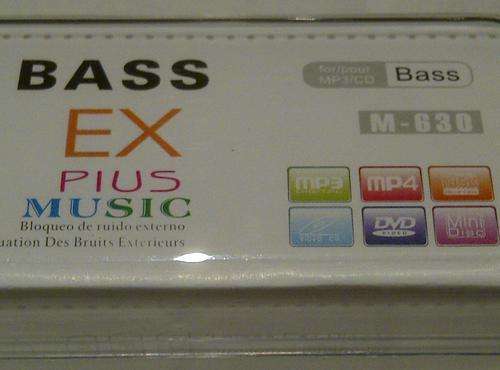 BASS
for/pour
MP3/CD
Bass
M-630
EX
PIUS
MUSIC
Bloqueo de ruido externo
uation Des Bruits Exterieurs
mp3
mp4
DVD
VIDEO
Mini
Disc